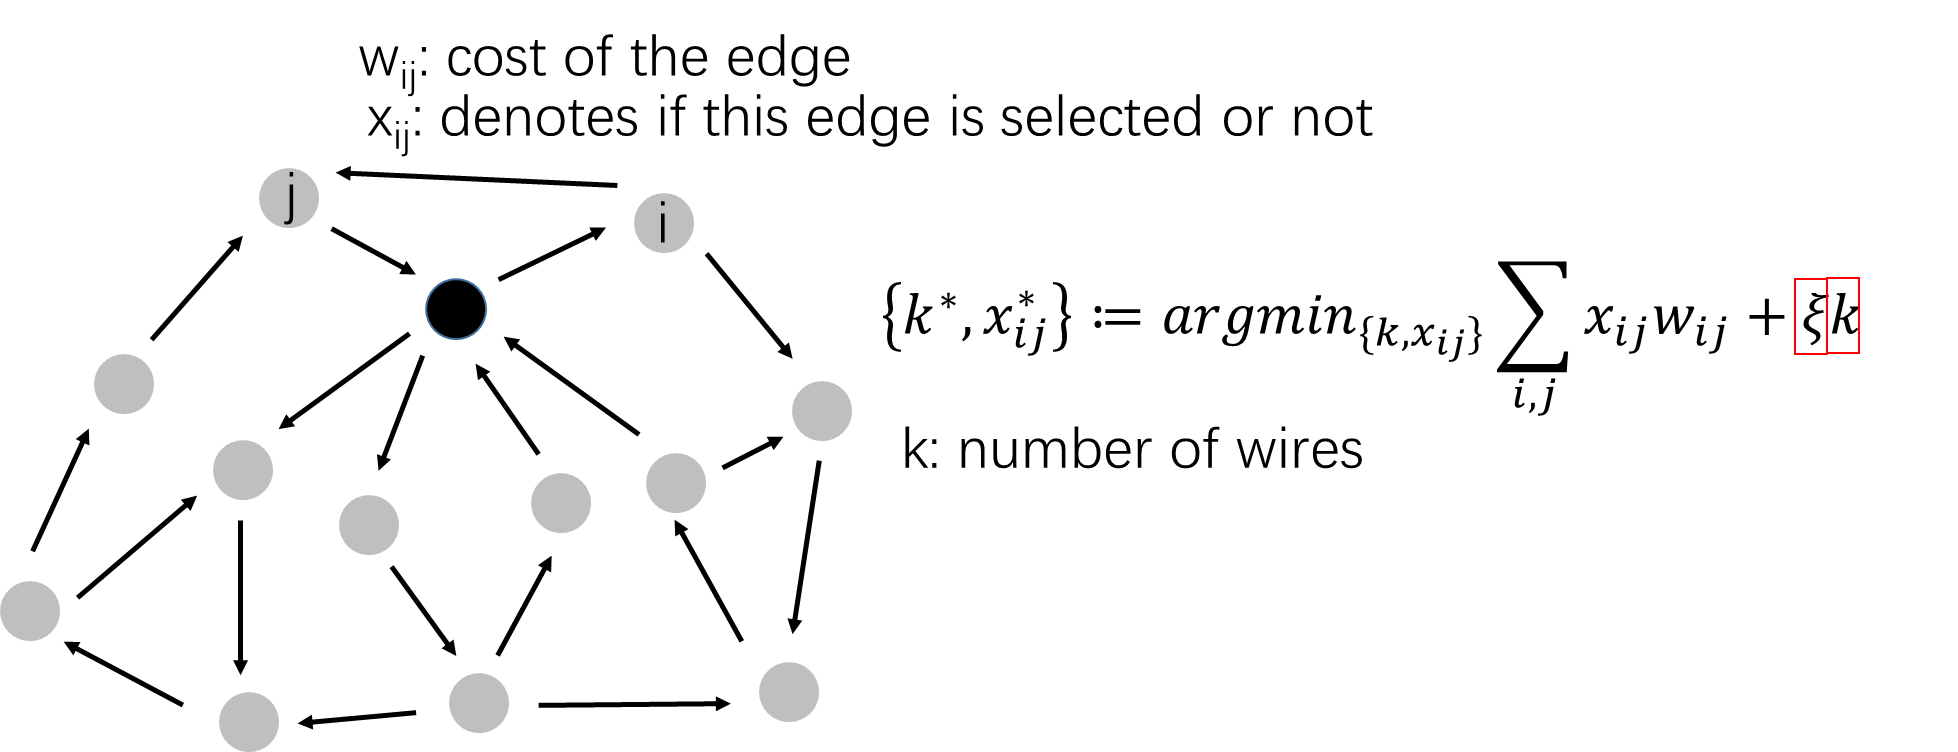 wᵢⱼ: cost of the edge
xᵢⱼ: denotes if this edge is selected or not
j
i
{k*, x*ᵢⱼ} ≔ argmin_{k,xᵢⱼ} ∑_{i,j} xᵢⱼwᵢⱼ + ξk
k: number of wires